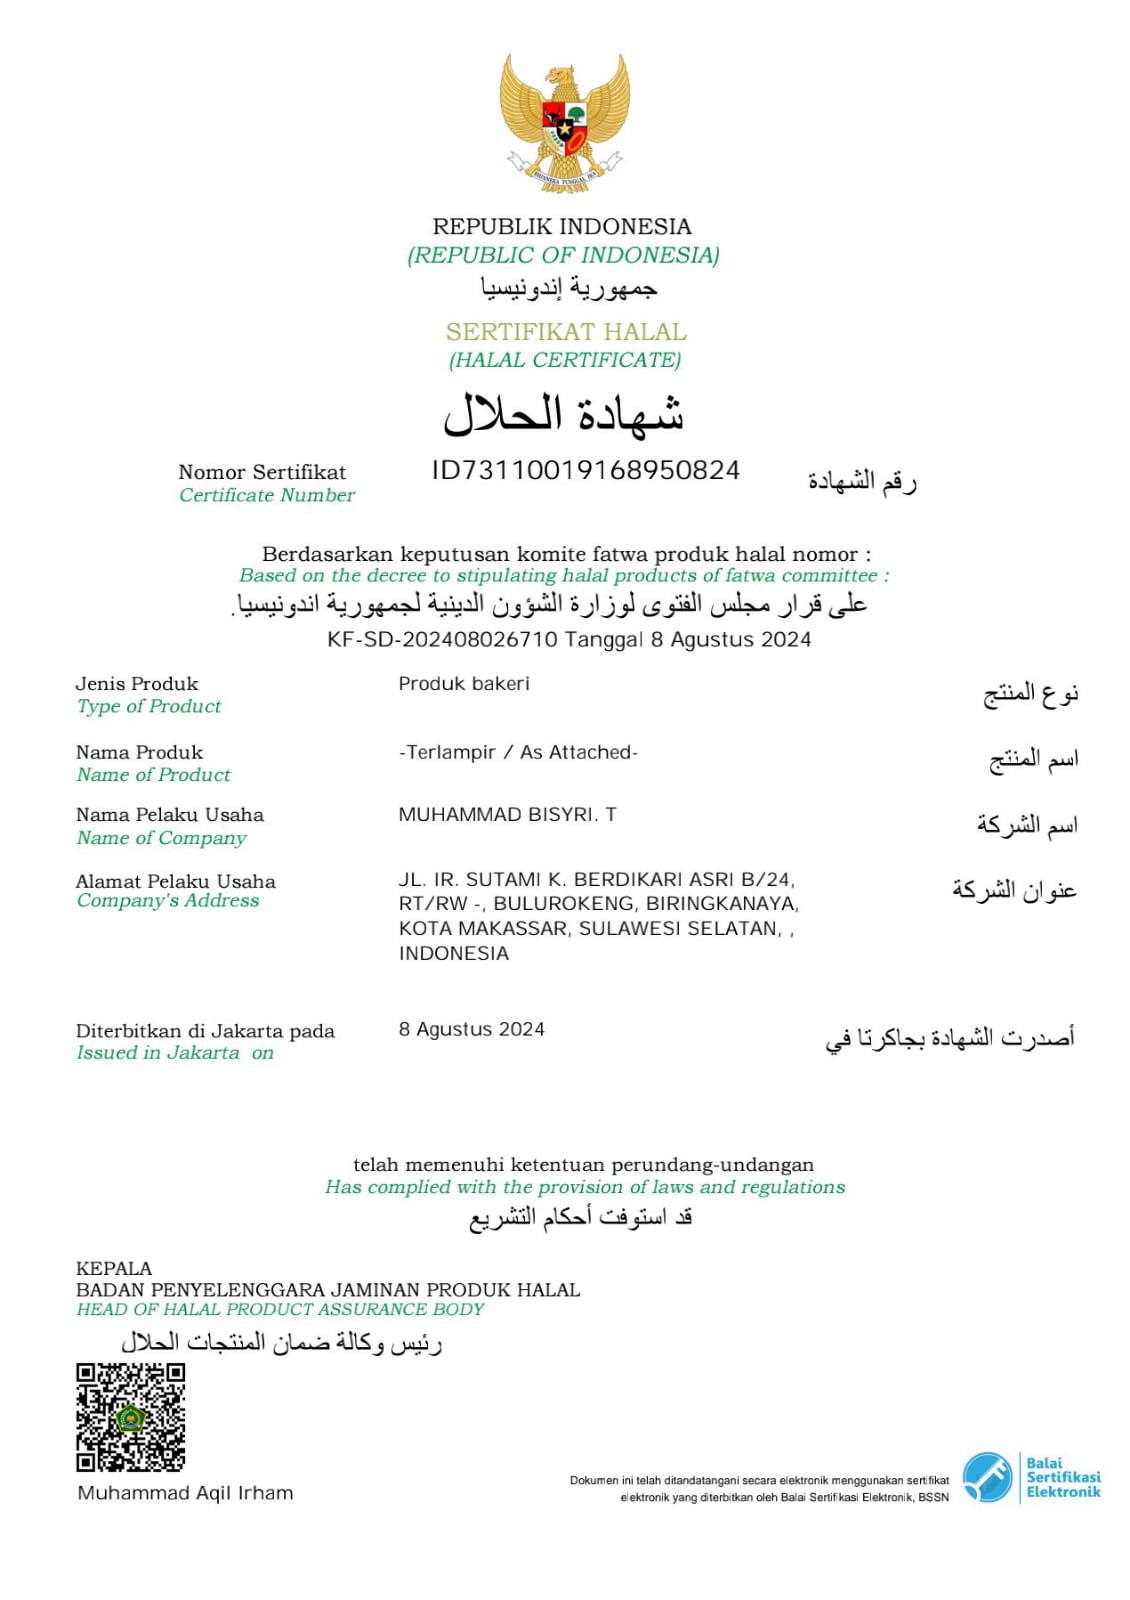 BHINNEKA TUNGGAL IKA
REPUBLIK INDONESIA
(REPUBLIC OF INDONESIA)
جمهورية إندونيسيا
SERTIFIKAT HALAL
(HALAL CERTIFICATE)
شهادة الحلال
Nomor Sertifikat ID73110019168950824 رقم الشهادة
Certificate Number
Berdasarkan keputusan komite fatwa produk halal nomor :
Based on the decree to stipulating halal products of fatwa committee :
على قرار مجلس الفتوى لوزارة الشؤون الدينية لجمهورية اندونيسيا.
KF-SD-202408026710 Tanggal 8 Agustus 2024
Jenis Produk Produk bakeri نوع المنتج
Type of Product
Nama Produk -Terlampir / As Attached- اسم المنتج
Name of Product
Nama Pelaku Usaha MUHAMMAD BISYRI. T اسم الشركة
Name of Company
Alamat Pelaku Usaha JL. IR. SUTAMI K. BERDIKARI ASRI B/24, عنوان الشركة
Company's Address RT/RW -, BULUROKENG, BIRINGKANAYA,
KOTA MAKASSAR, SULAWESI SELATAN, ,
INDONESIA
Diterbitkan di Jakarta pada 8 Agustus 2024 أصدرت الشهادة بجاكرتا في
Issued in Jakarta on
telah memenuhi ketentuan perundang-undangan
Has complied with the provision of laws and regulations
قد استوفت أحكام التشريع
KEPALA
BADAN PENYELENGGARA JAMINAN PRODUK HALAL
HEAD OF HALAL PRODUCT ASSURANCE BODY
رئيس وكالة ضمان المنتجات الحلال
Muhammad Aqil Irham
Dokumen ini telah ditandatangani secara elektronik menggunakan sertifikat
elektronik yang diterbitkan oleh Balai Sertifikasi Elektronik, BSSN
Balai
Sertifikasi
Elektronik